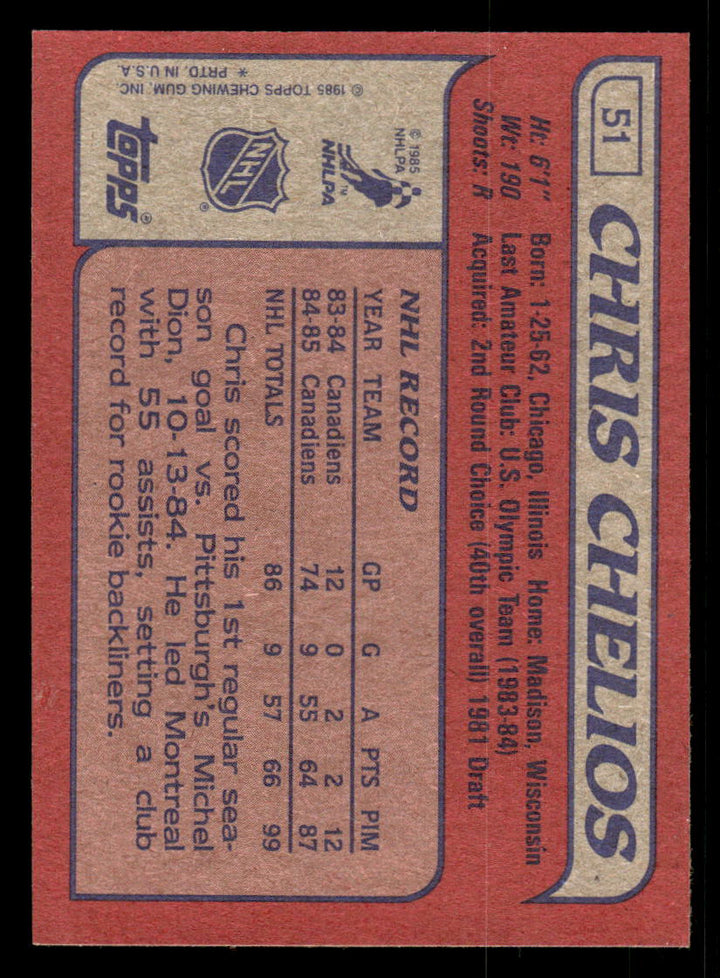 51
CHRIS CHELIOS
Ht: 6'1" Born: 1-25-62, Chicago, Illinois Home: Madison, Wisconsin
Wt: 190 Last Amateur Club: U.S. Olympic Team (1983-84)
Shoots: R Acquired: 2nd Round Choice (40th overall) 1981 Draft
© 1985
NHLPA
TM
NHLPA
NHL ®
topps®
© 1985 TOPPS CHEWING GUM, INC.
* PRTD. IN U.S.A.
NHL RECORD
YEAR TEAM GP G A PTS PIM
83-84 Canadiens 12 0 2 2 12
84-85 Canadiens 74 9 55 64 87
NHL TOTALS 86 9 57 66 99
Chris scored his 1st regular sea-
son goal vs. Pittsburgh's Michel
Dion, 10-13-84. He led Montreal
with 55 assists, setting a club
record for rookie backliners.